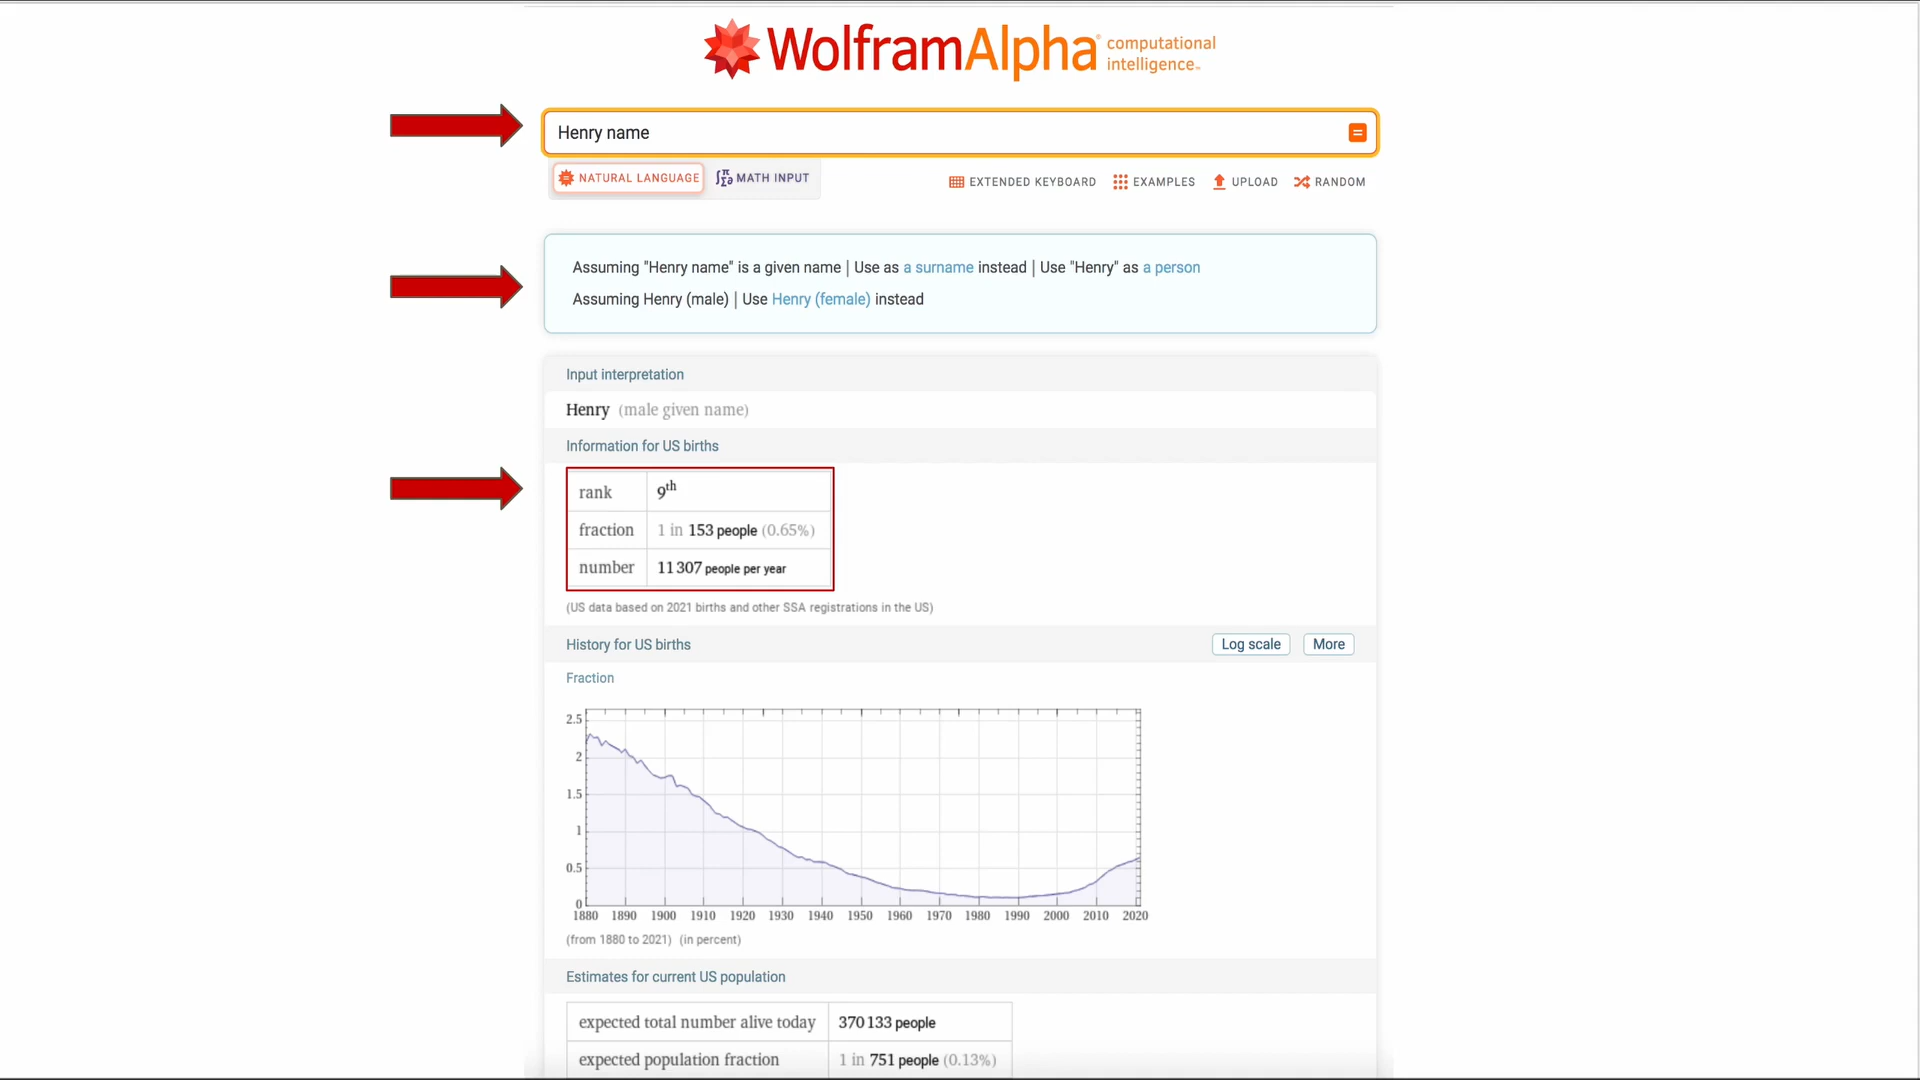 WolframAlpha computational
intelligence™
Henry name
NATURAL LANGUAGE MATH INPUT EXTENDED KEYBOARD EXAMPLES UPLOAD RANDOM
Assuming "Henry name" is a given name | Use as a surname instead | Use "Henry" as a person
Assuming Henry (male) | Use Henry (female) instead
Input interpretation
Henry (male given name)
Information for US births
rank 9th
fraction 1 in 153 people (0.65%)
number 11307 people per year
(US data based on 2021 births and other SSA registrations in the US)
History for US births Log scale More
Fraction
2.5
2
1.5
1
0.5
0
1880 1890 1900 1910 1920 1930 1940 1950 1960 1970 1980 1990 2000 2010 2020
(from 1880 to 2021) (in percent)
Estimates for current US population
expected total number alive today 370133 people
expected population fraction 1 in 751 people (0.13%)